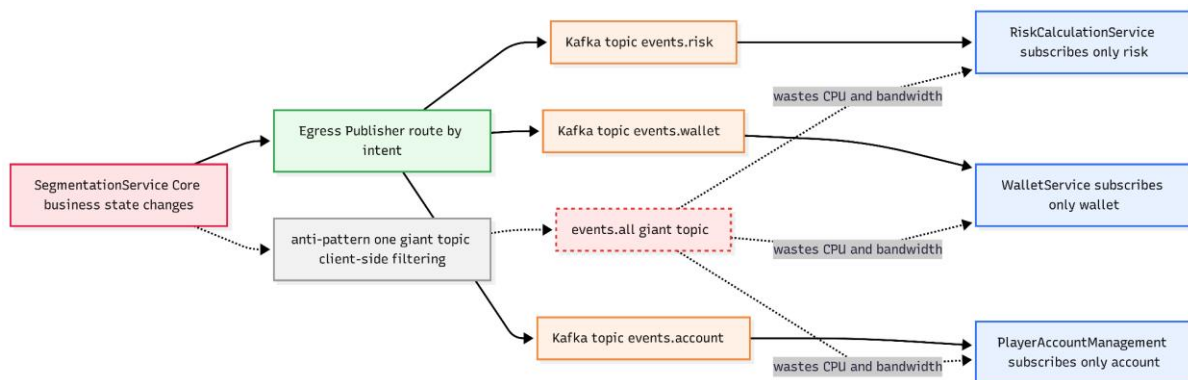 SegmentationService Core
business state changes
Egress Publisher route by
intent
anti-pattern one giant topic
client-side filtering
Kafka topic events.risk
Kafka topic events.wallet
events.all giant topic
Kafka topic events.account
wastes CPU and bandwidth
wastes CPU and bandwidth
wastes CPU and bandwidth
RiskCalculationService
subscribes only risk
WalletService subscribes
only wallet
PlayerAccountManagement
subscribes only account